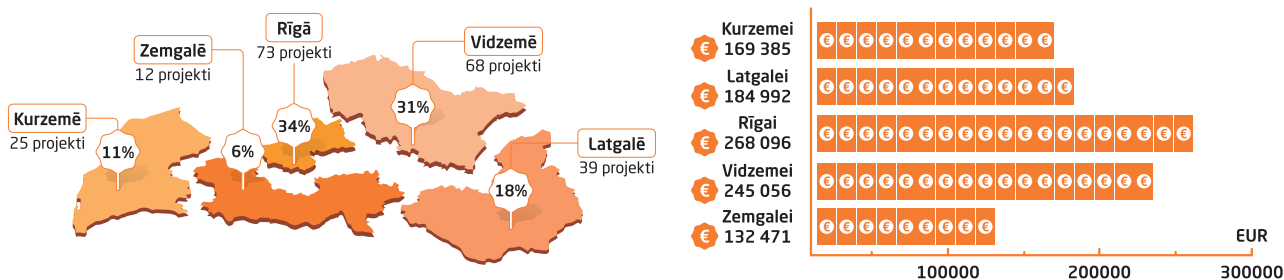 Rīgā
73 projekti
Zemgalē
12 projekti
Vidzemē
68 projekti
Kurzemē
25 projekti
Latgalē
39 projekti
11%
6%
34%
31%
18%
Kurzemei
€ 169 385
€ € € € € € € € € € € €
Latgalei
€ 184 992
€ € € € € € € € € € € € €
Rīgai
€ 268 096
€ € € € € € € € € € € € € € € € € € €
Vidzemei
€ 245 056
€ € € € € € € € € € € € € € € € €
Zemgalei
€ 132 471
€ € € € € € € € €
EUR
100000 200000 300000